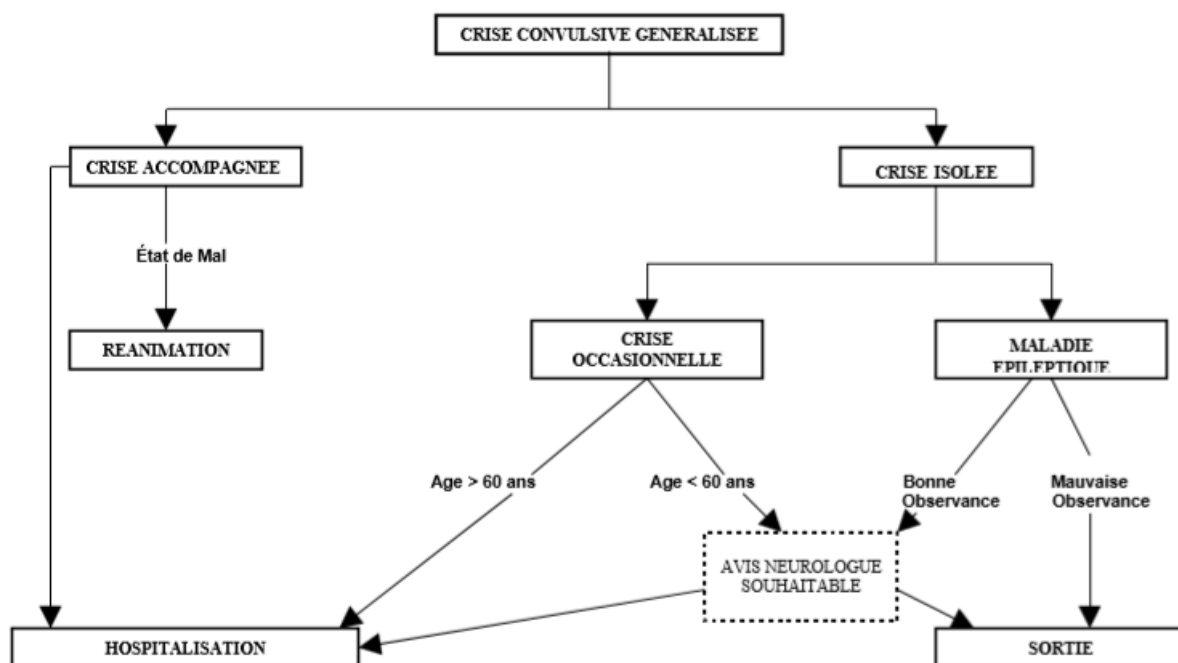 CRISE CONVULSIVE GENERALISEE
CRISE ACCOMPAGNEE
CRISE ISOLEE
État de Mal
REANIMATION
CRISE
OCCASIONNELLE
MALADIE
EPILEPTIQUE
Age > 60 ans
Age < 60 ans
Bonne
Observance
Mauvaise
Observance
AVIS NEUROLOGUE
SOUHAITABLE
HOSPITALISATION
SORTIE